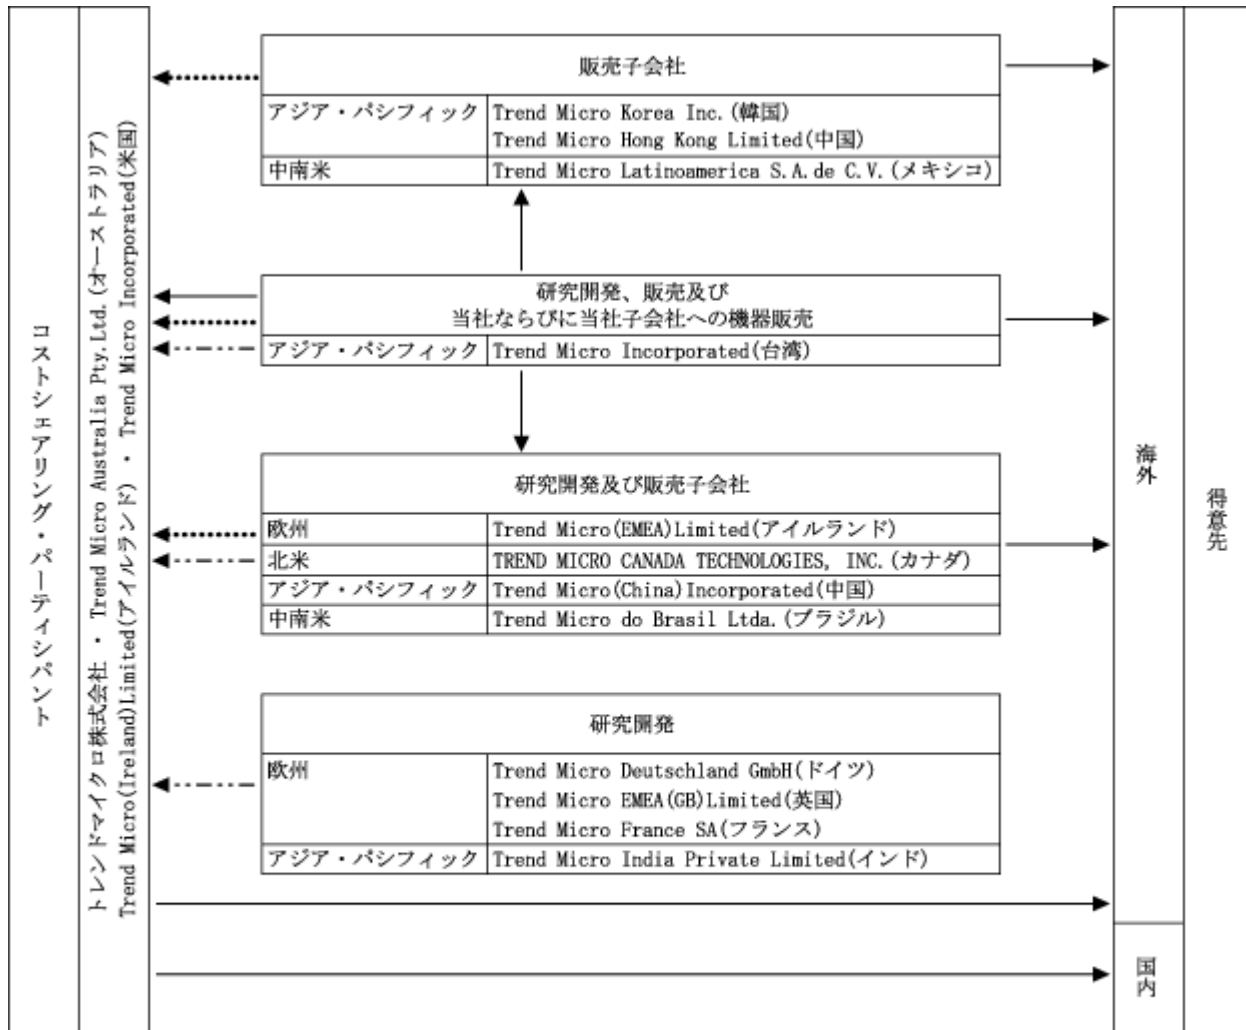 コストシェアリング・パーティシパント
トレンドマイクロ株式会社 ・ Trend Micro Australia Pty.Ltd.(オーストラリア)
Trend Micro(Ireland)Limited(アイルランド) ・ Trend Micro Incorporated(米国)
販売子会社
アジア・パシフィック Trend Micro Korea Inc.(韓国)
Trend Micro Hong Kong Limited(中国)
中南米 Trend Micro Latinoamerica S.A.de C.V.(メキシコ)
研究開発、販売及び
当社ならびに当社子会社への機器販売
アジア・パシフィック Trend Micro Incorporated(台湾)
研究開発及び販売子会社
欧州 Trend Micro(EMEA)Limited(アイルランド)
北米 TREND MICRO CANADA TECHNOLOGIES, INC.(カナダ)
アジア・パシフィック Trend Micro(China)Incorporated(中国)
中南米 Trend Micro do Brasil Ltda.(ブラジル)
研究開発
欧州 Trend Micro Deutschland GmbH(ドイツ)
Trend Micro EMEA(GB)Limited(英国)
Trend Micro France SA(フランス)
アジア・パシフィック Trend Micro India Private Limited(インド)
海外
国内
得意先